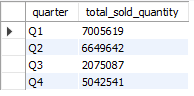 quarter total_sold_quantity
Q1 7005619
Q2 6649642
Q3 2075087
Q4 5042541